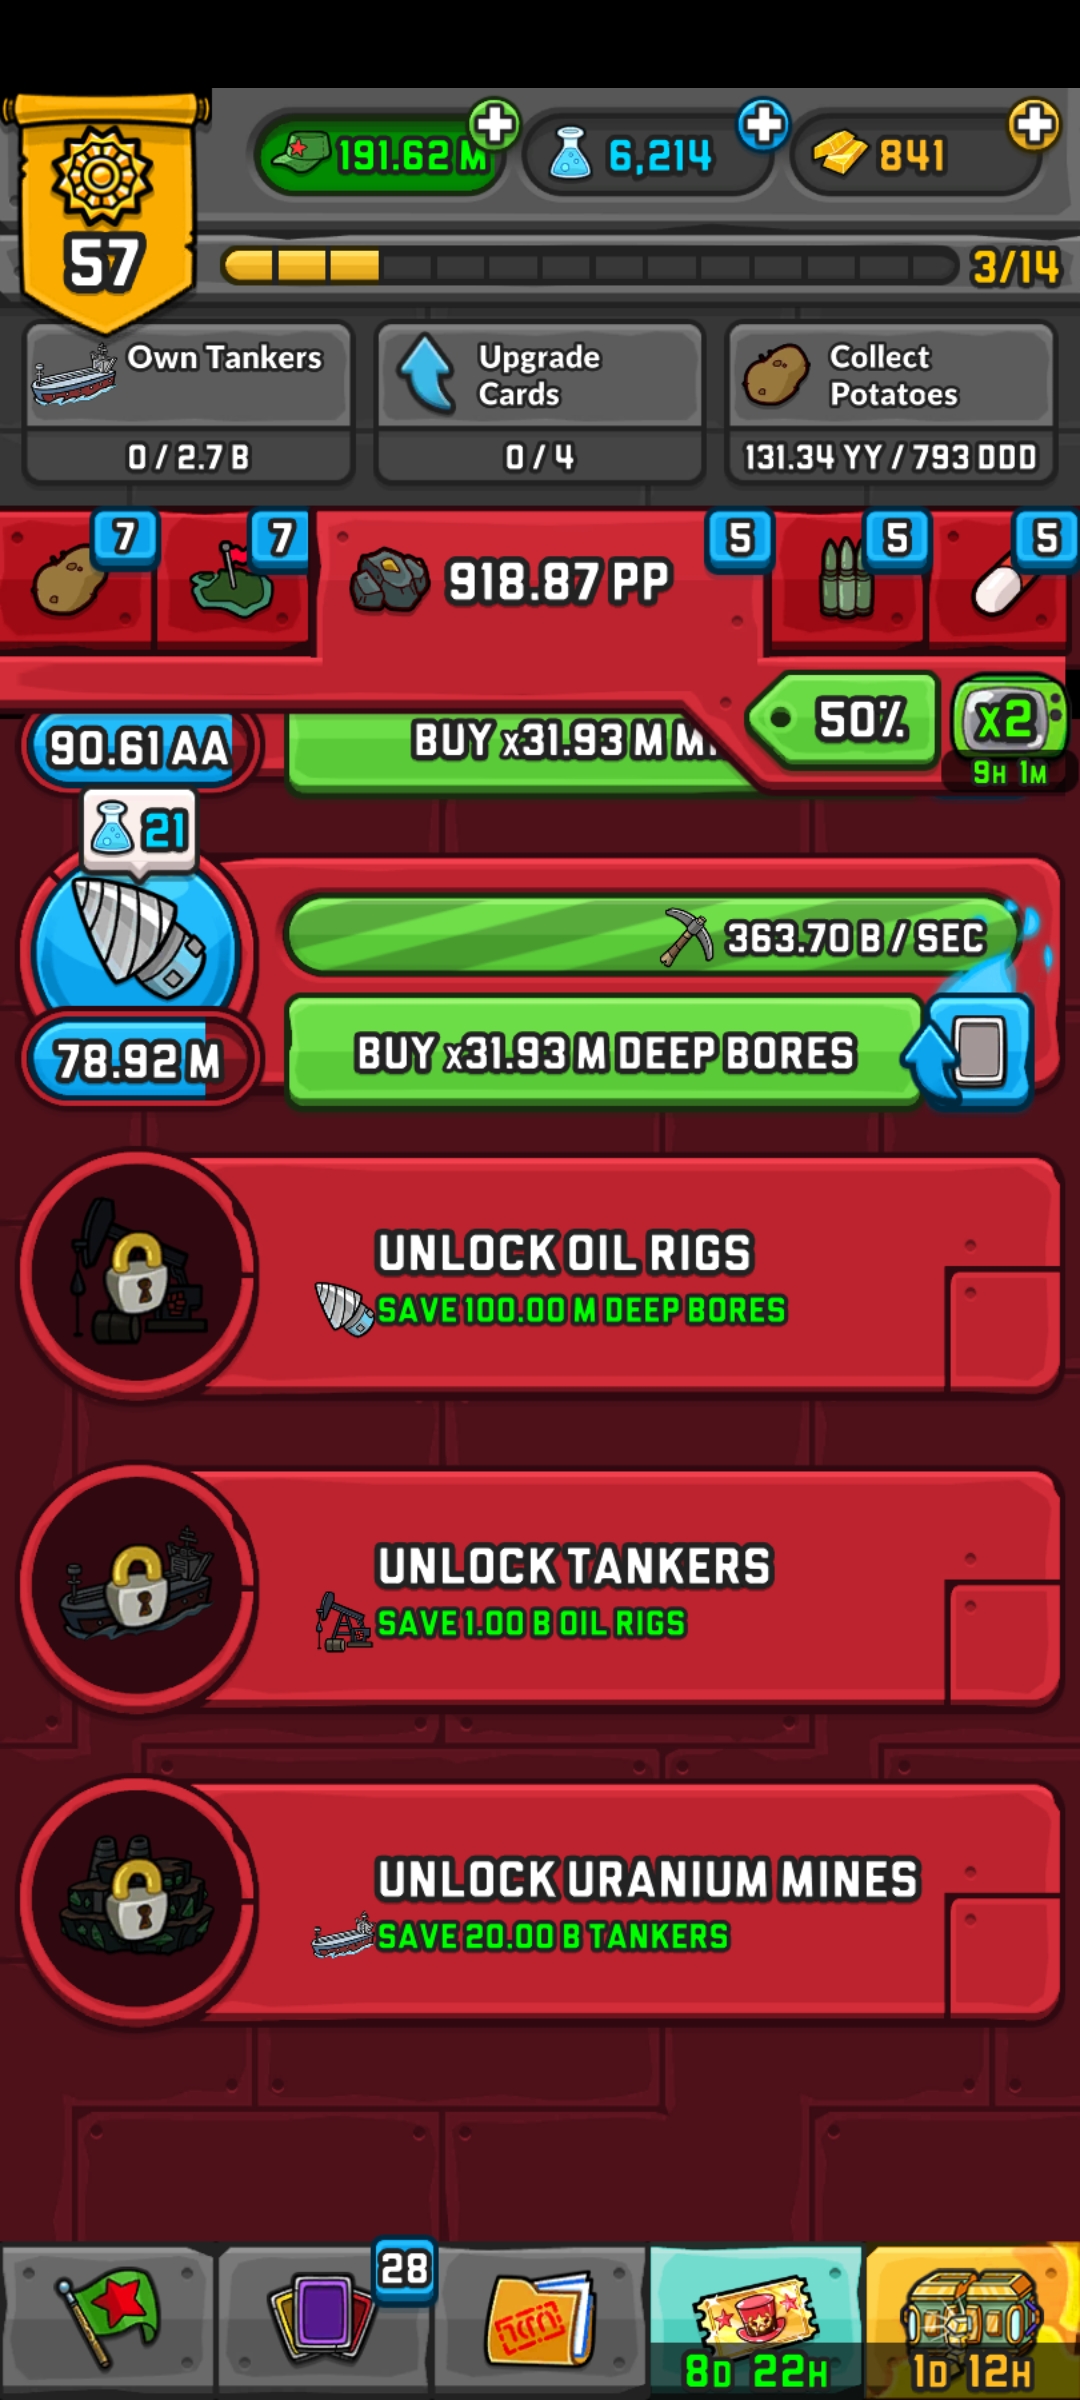 191.62 M
6,214
841
57
3/14
Own Tankers
0 / 2.7 B
Upgrade
Cards
0 / 4
Collect
Potatoes
131.34 YY / 793 DDD
7
7
918.87 PP
5
5
5
50%
x2
9H 1M
90.61 AA
BUY x31.93 M M
21
363.70 B / SEC
78.92 M
BUY x31.93 M DEEP BORES
UNLOCK OIL RIGS
SAVE 100.00 M DEEP BORES
UNLOCK TANKERS
SAVE 1.00 B OIL RIGS
UNLOCK URANIUM MINES
SAVE 20.00 B TANKERS
28
8D 22H
1D 12H